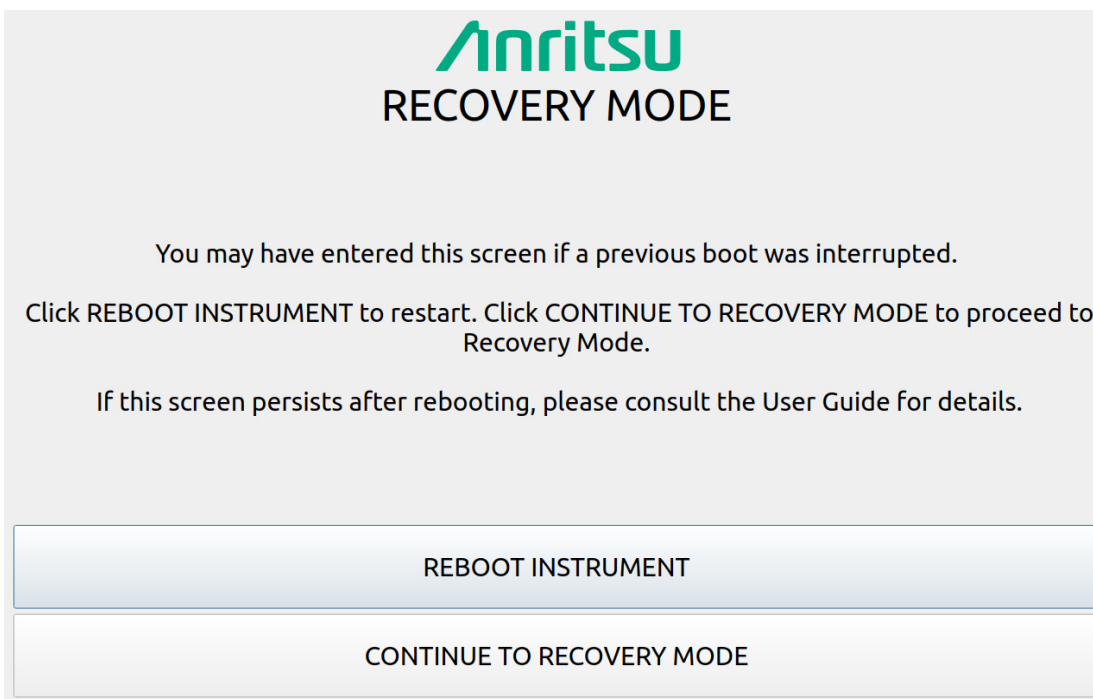 Anritsu
RECOVERY MODE
You may have entered this screen if a previous boot was interrupted.
Click REBOOT INSTRUMENT to restart. Click CONTINUE TO RECOVERY MODE to proceed to
Recovery Mode.
If this screen persists after rebooting, please consult the User Guide for details.
REBOOT INSTRUMENT
CONTINUE TO RECOVERY MODE